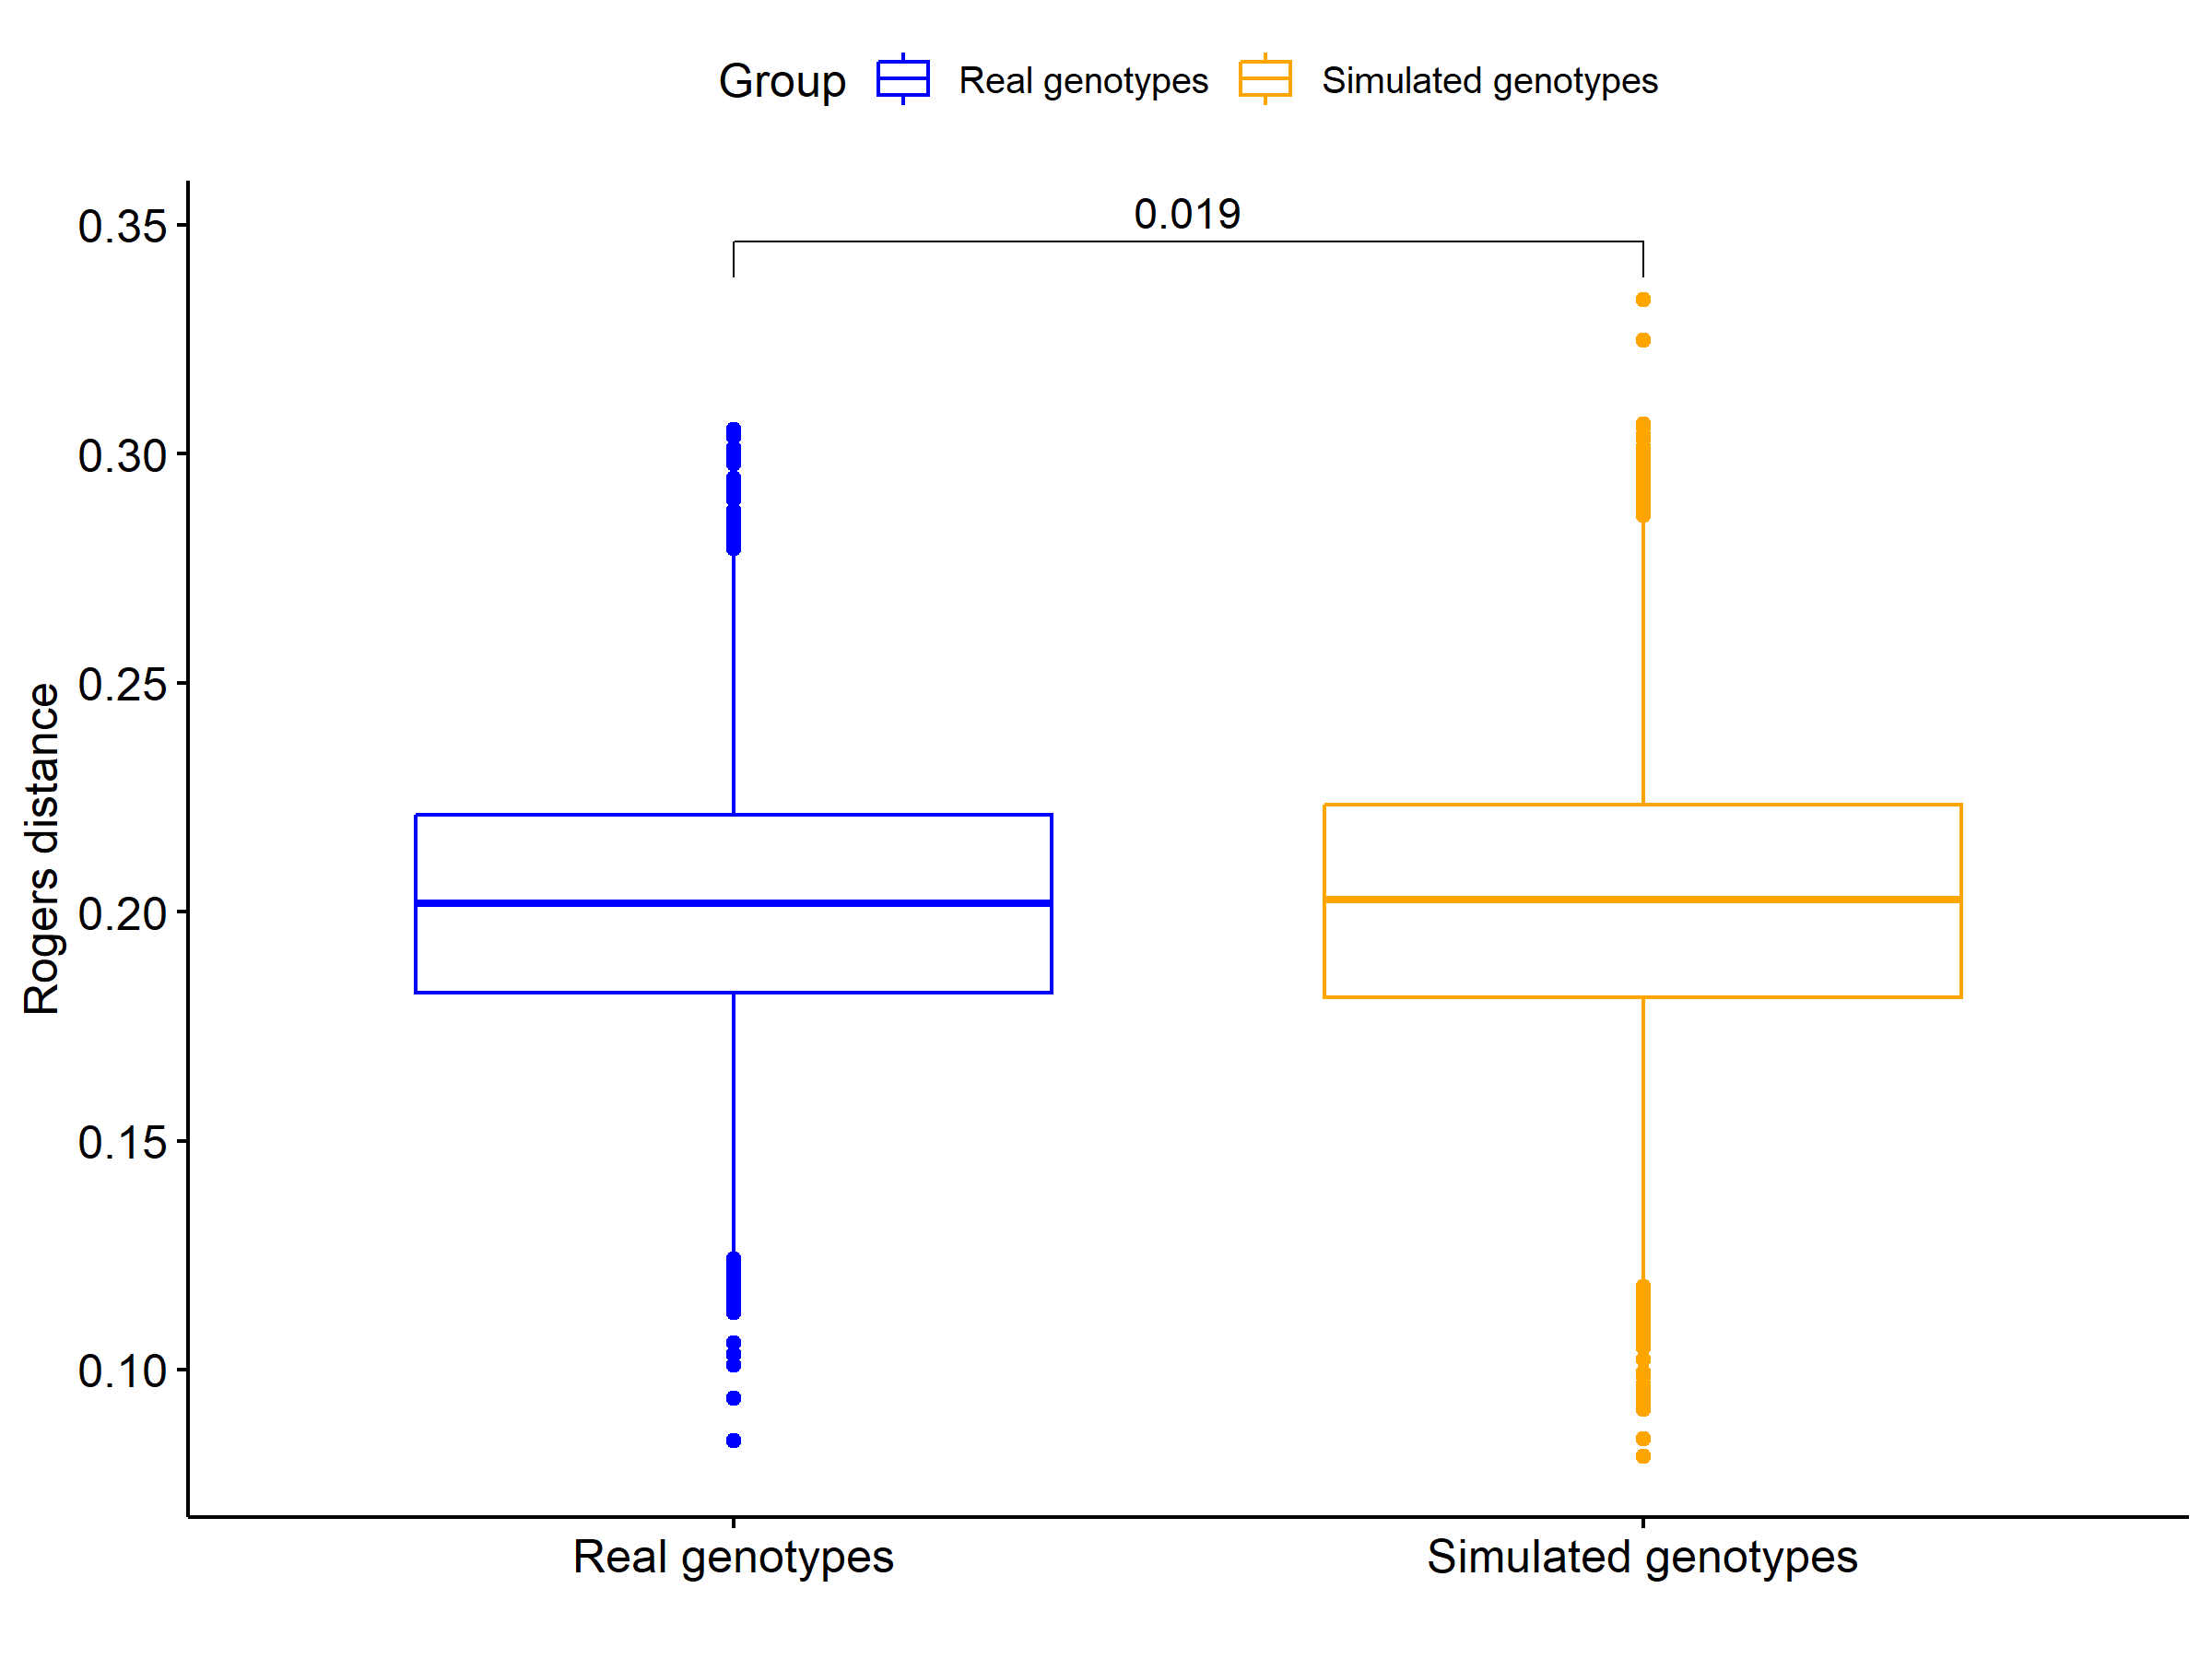 Group Real genotypes Simulated genotypes
0.019
0.35
0.30
0.25
0.20
0.15
0.10
Rogers distance
Real genotypes Simulated genotypes